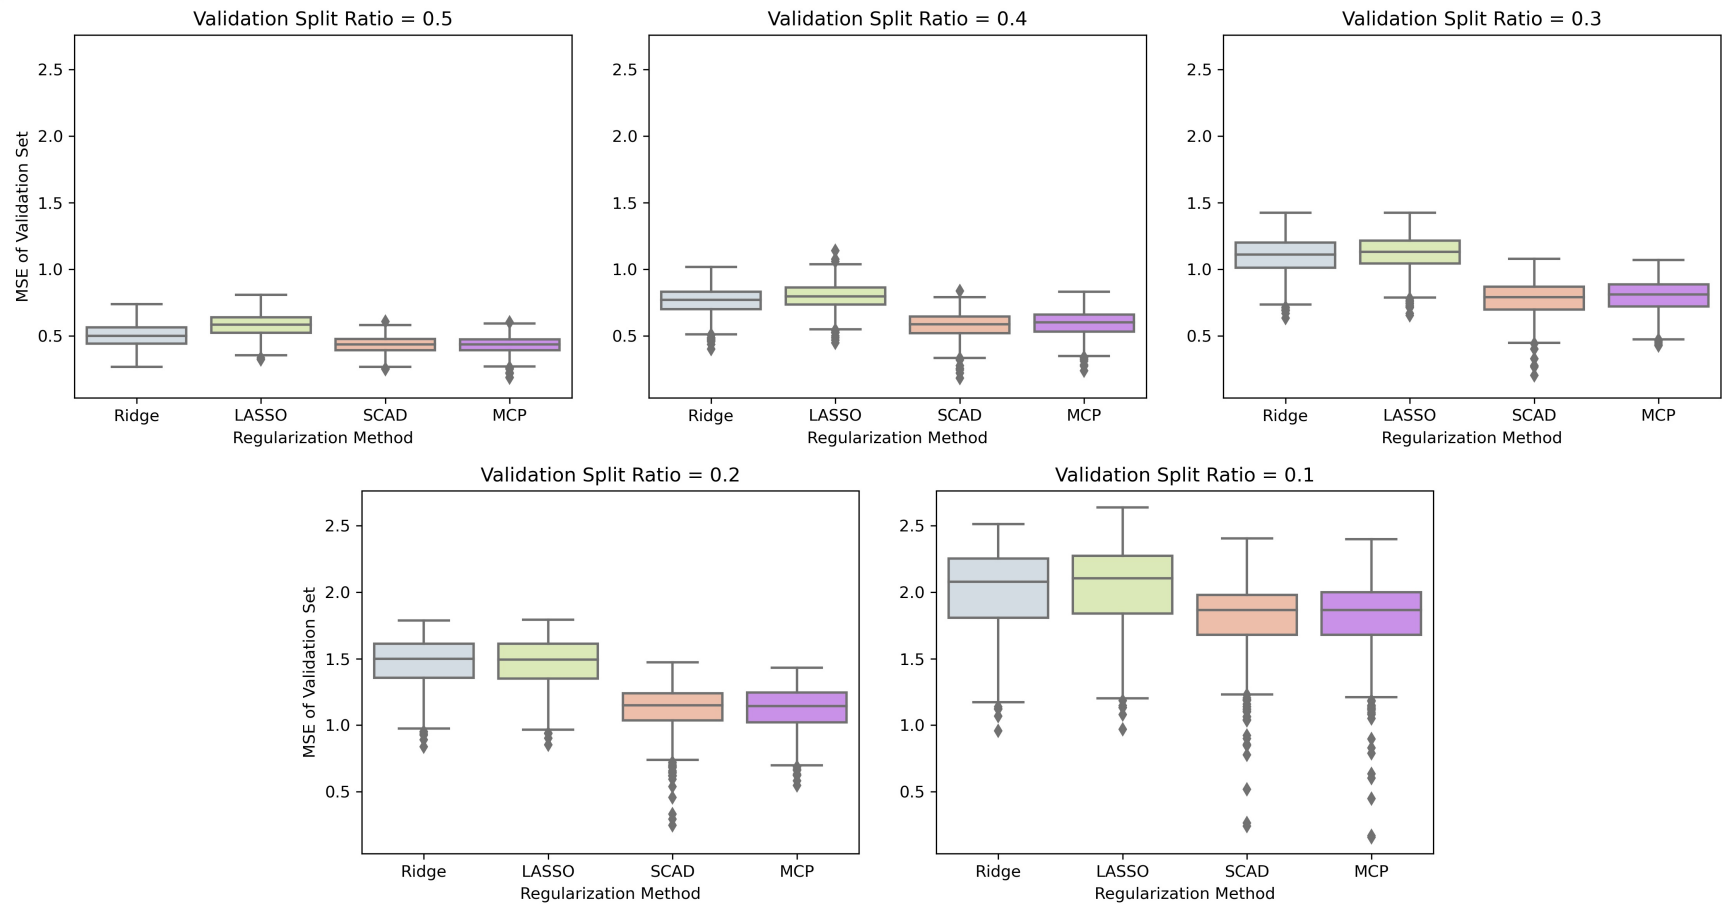 Validation Split Ratio = 0.5
MSE of Validation Set
2.5
2.0
1.5
1.0
0.5
Ridge LASSO SCAD MCP
Regularization Method
Validation Split Ratio = 0.4
2.5
2.0
1.5
1.0
0.5
Ridge LASSO SCAD MCP
Regularization Method
Validation Split Ratio = 0.3
2.5
2.0
1.5
1.0
0.5
Ridge LASSO SCAD MCP
Regularization Method
Validation Split Ratio = 0.2
MSE of Validation Set
2.5
2.0
1.5
1.0
0.5
Ridge LASSO SCAD MCP
Regularization Method
Validation Split Ratio = 0.1
2.5
2.0
1.5
1.0
0.5
Ridge LASSO SCAD MCP
Regularization Method